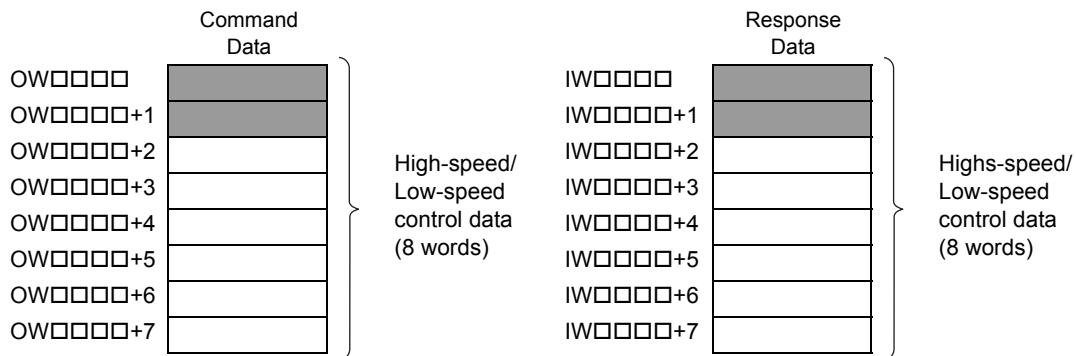 Command
Data
OW□□□□
OW□□□□+1
OW□□□□+2
OW□□□□+3
OW□□□□+4
OW□□□□+5
OW□□□□+6
OW□□□□+7
High-speed/
Low-speed
control data
(8 words)
Response
Data
IW□□□□
IW□□□□+1
IW□□□□+2
IW□□□□+3
IW□□□□+4
IW□□□□+5
IW□□□□+6
IW□□□□+7
Highs-speed/
Low-speed
control data
(8 words)